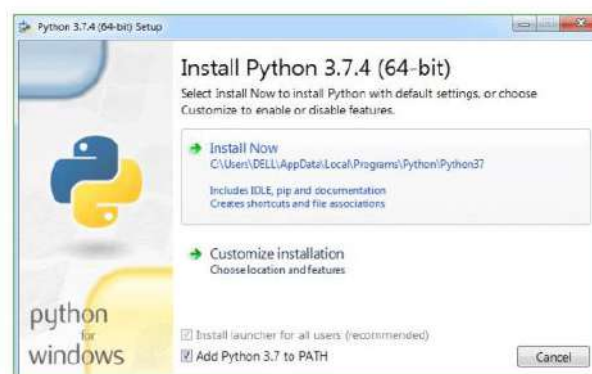 Python 3.7.4 (64-bit) Setup
Install Python 3.7.4 (64-bit)
Select Install Now to install Python with default settings, or choose
Customize to enable or disable features.
Install Now
C:\Users\DELL\AppData\Local\Programs\Python\Python37
Includes IDLE, pip and documentation
Creates shortcuts and file associations
Customize installation
Choose location and features
Install launcher for all users (recommended)
Add Python 3.7 to PATH
Cancel
python
for
windows